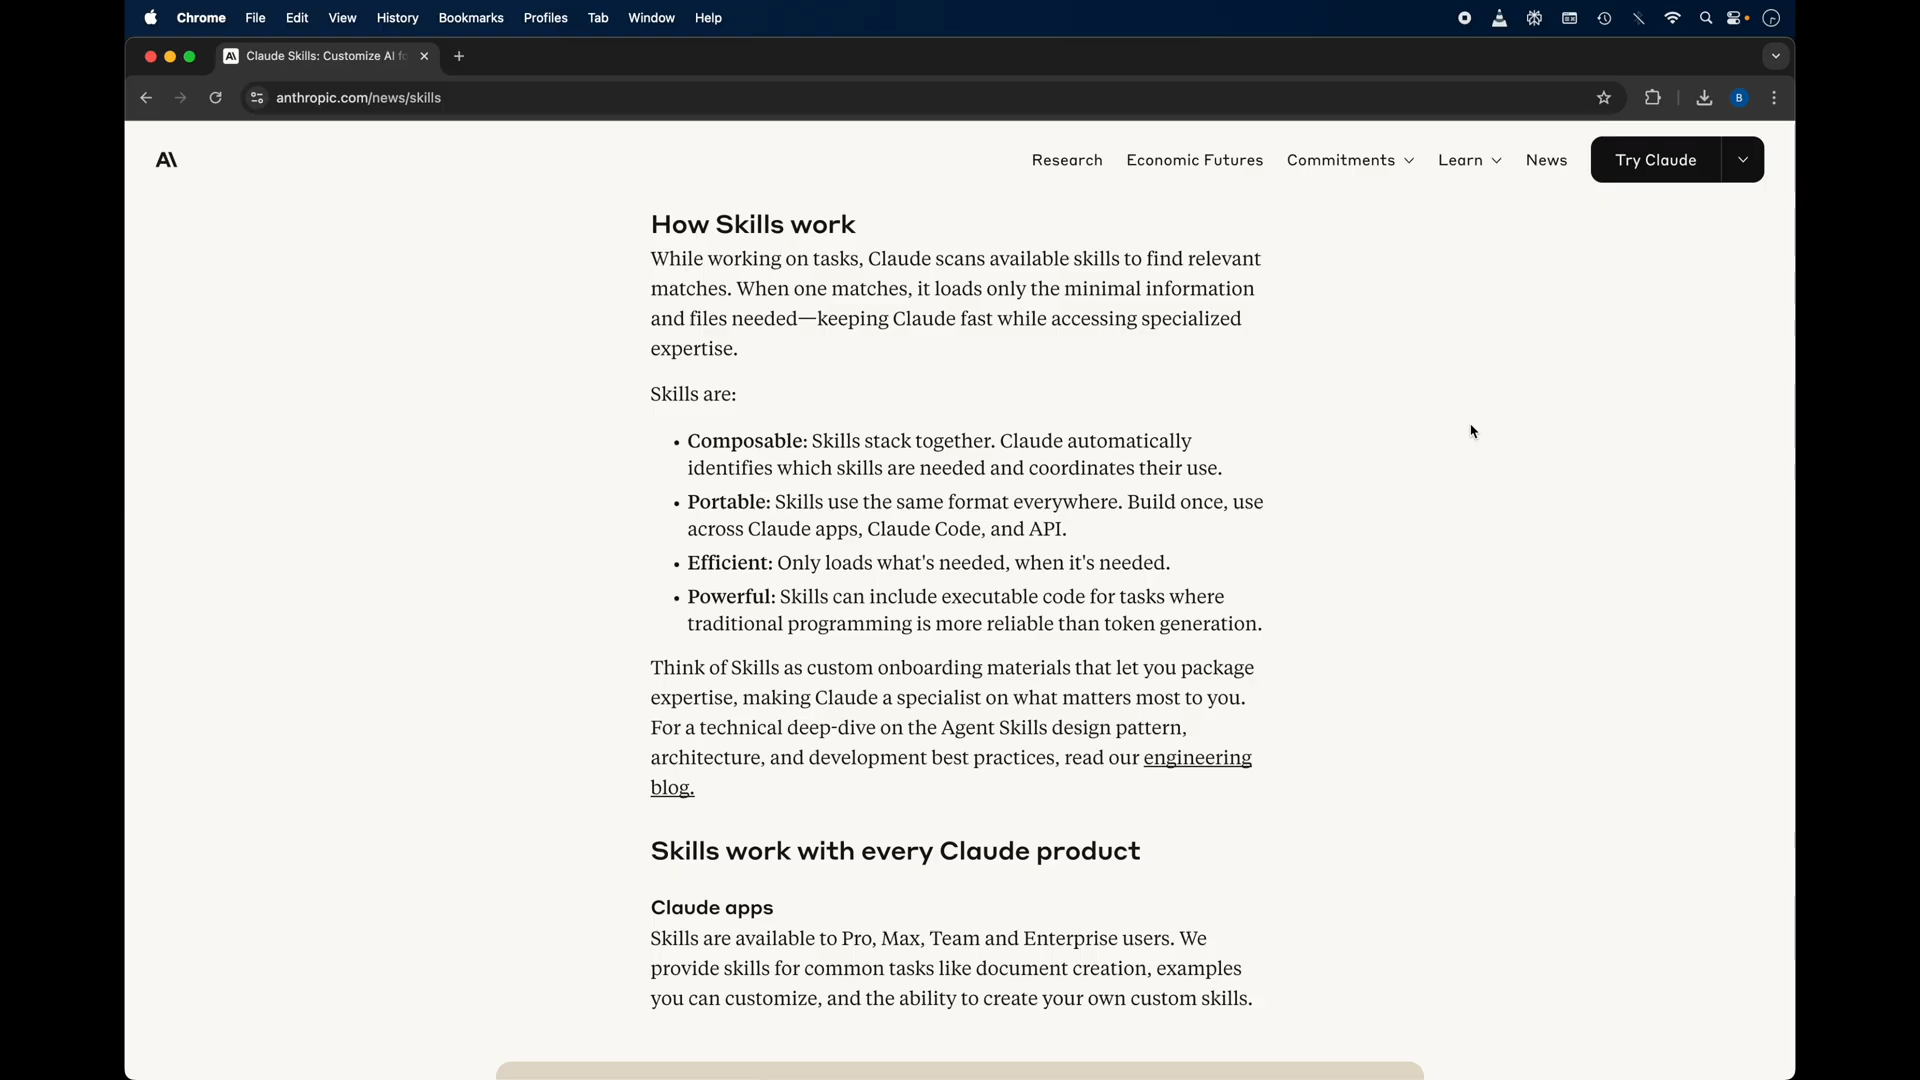 Chrome File Edit View History Bookmarks Profiles Tab Window Help
Claude Skills: Customize AI fo
anthropic.com/news/skills
B
A\
Research Economic Futures Commitments Learn News Try Claude
How Skills work
While working on tasks, Claude scans available skills to find relevant
matches. When one matches, it loads only the minimal information
and files needed—keeping Claude fast while accessing specialized
expertise.
Skills are:
• Composable: Skills stack together. Claude automatically
identifies which skills are needed and coordinates their use.
• Portable: Skills use the same format everywhere. Build once, use
across Claude apps, Claude Code, and API.
• Efficient: Only loads what's needed, when it's needed.
• Powerful: Skills can include executable code for tasks where
traditional programming is more reliable than token generation.
Think of Skills as custom onboarding materials that let you package
expertise, making Claude a specialist on what matters most to you.
For a technical deep-dive on the Agent Skills design pattern,
architecture, and development best practices, read our engineering
blog.
Skills work with every Claude product
Claude apps
Skills are available to Pro, Max, Team and Enterprise users. We
provide skills for common tasks like document creation, examples
you can customize, and the ability to create your own custom skills.